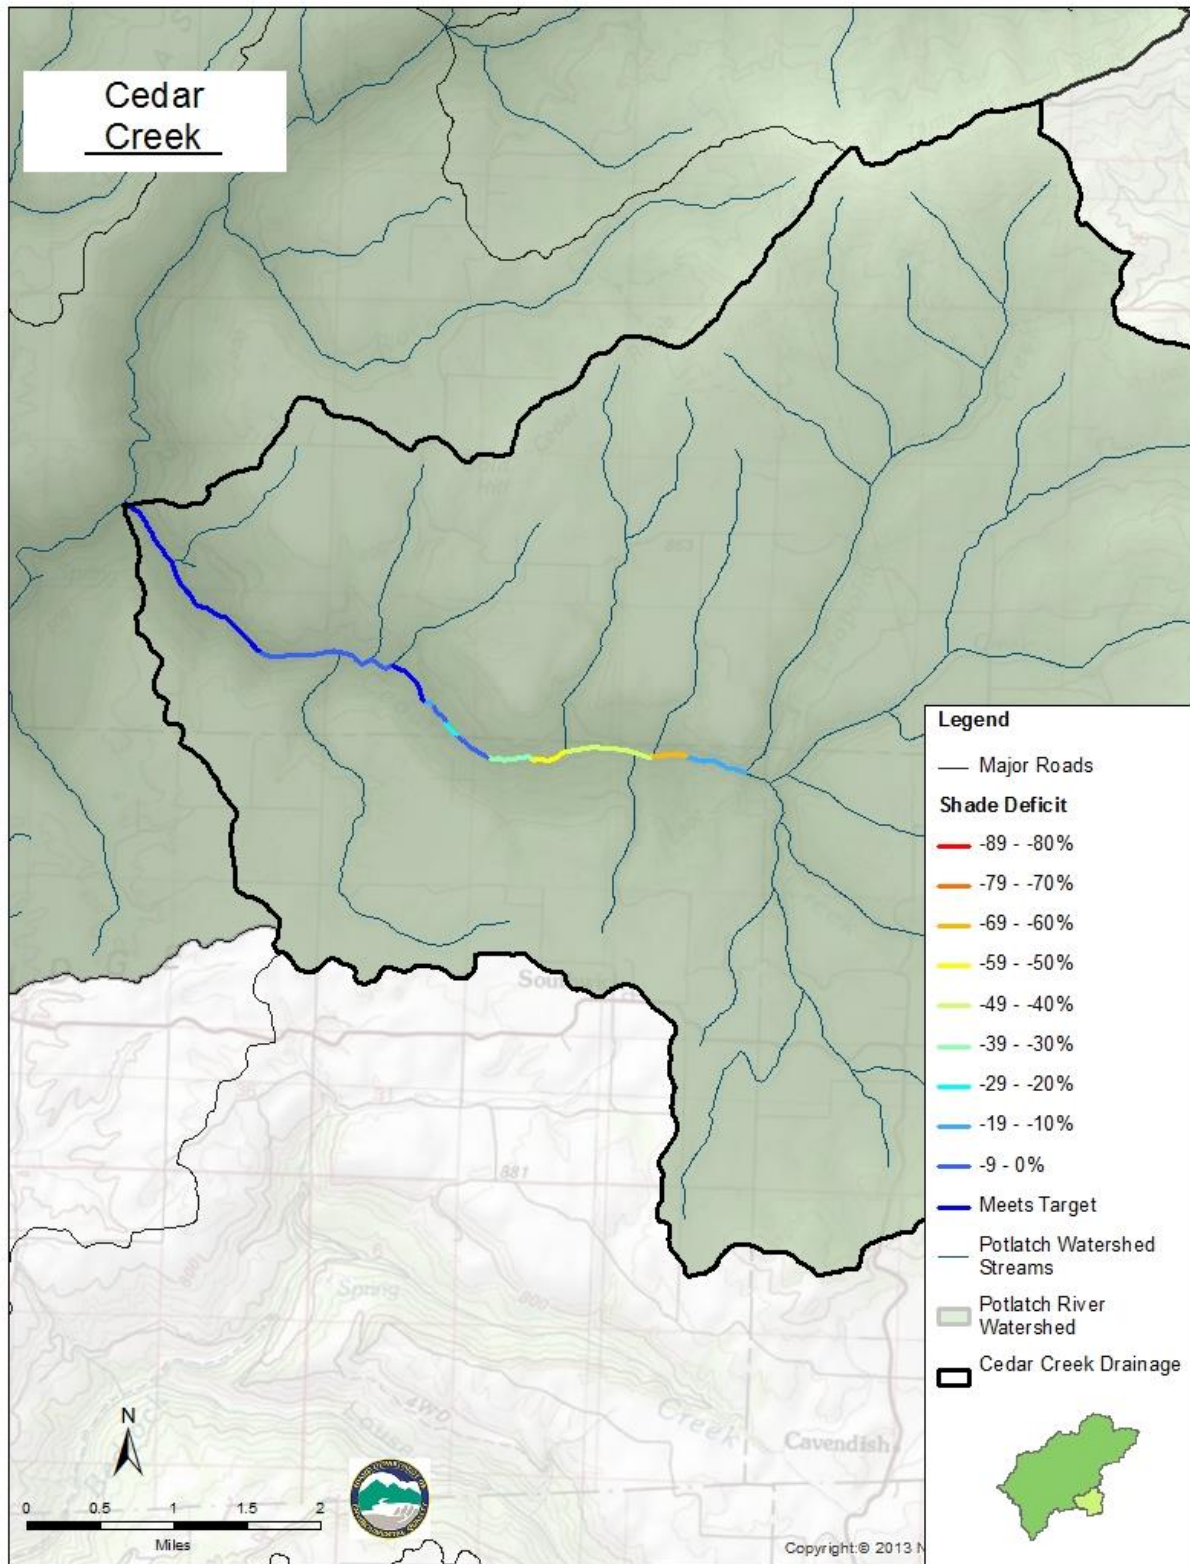 Cedar
Creek
Legend
Major Roads
Shade Deficit
-89 - -80%
-79 - -70%
-69 - -60%
-59 - -50%
-49 - -40%
-39 - -30%
-29 - -20%
-19 - -10%
-9 - 0%
Meets Target
Potlatch Watershed
Streams
Potlatch River
Watershed
Cedar Creek Drainage
881
Spring
800
4WD
Creek
Cavendish
N
0 0.5 1 1.5 2
Miles
Copyright:© 2013 N